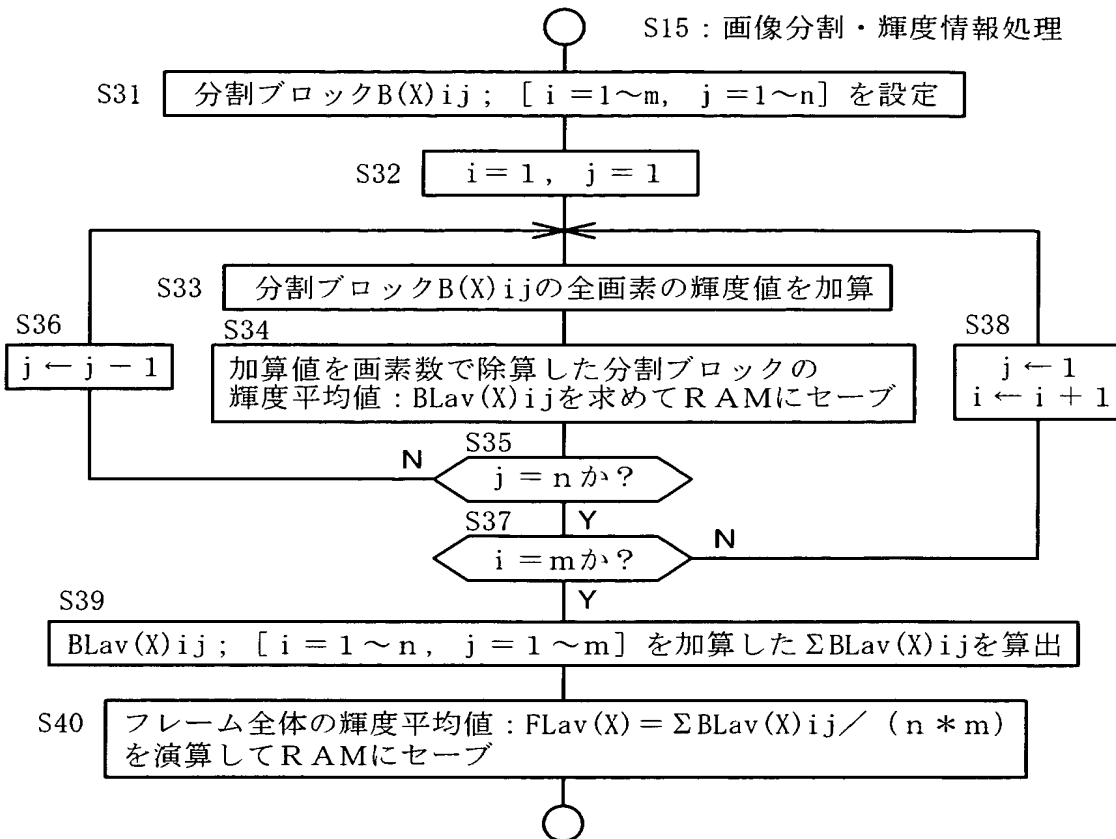 S15：画像分割・輝度情報処理
S31
分割ブロックB(X)ij；[i＝1～m, j＝1～n]を設定
S32
i＝1, j＝1
S33
分割ブロックB(X)ijの全画素の輝度値を加算
S36
j←j－1
S34
加算値を画素数で除算した分割ブロックの
輝度平均値：BLav(X)ijを求めてRAMにセーブ
S38
j←1
i←i＋1
S35
N
j＝nか？
S37
Y
i＝mか？
N
Y
S39
BLav(X)ij；[i＝1～n, j＝1～m]を加算したΣBLav(X)ijを算出
S40
フレーム全体の輝度平均値：FLav(X)＝ΣBLav(X)ij／(n＊m)
を演算してRAMにセーブ